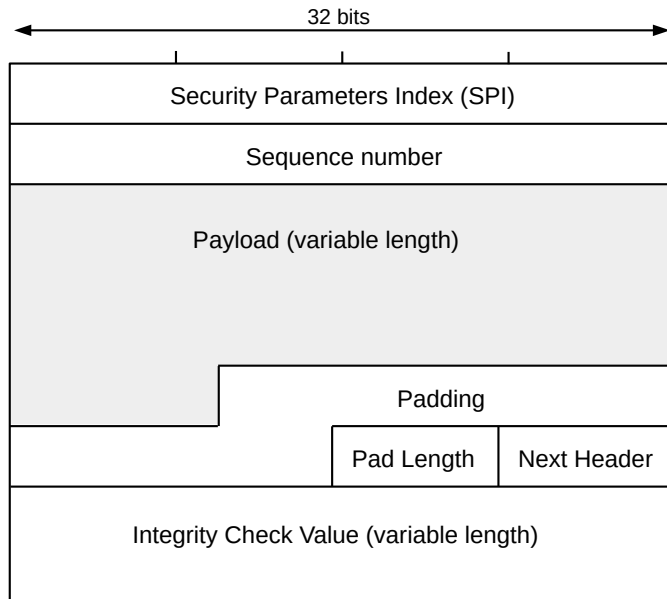 32 bits
Security Parameters Index (SPI)
Sequence number
Payload (variable length)
Padding
Pad Length
Next Header
Integrity Check Value (variable length)